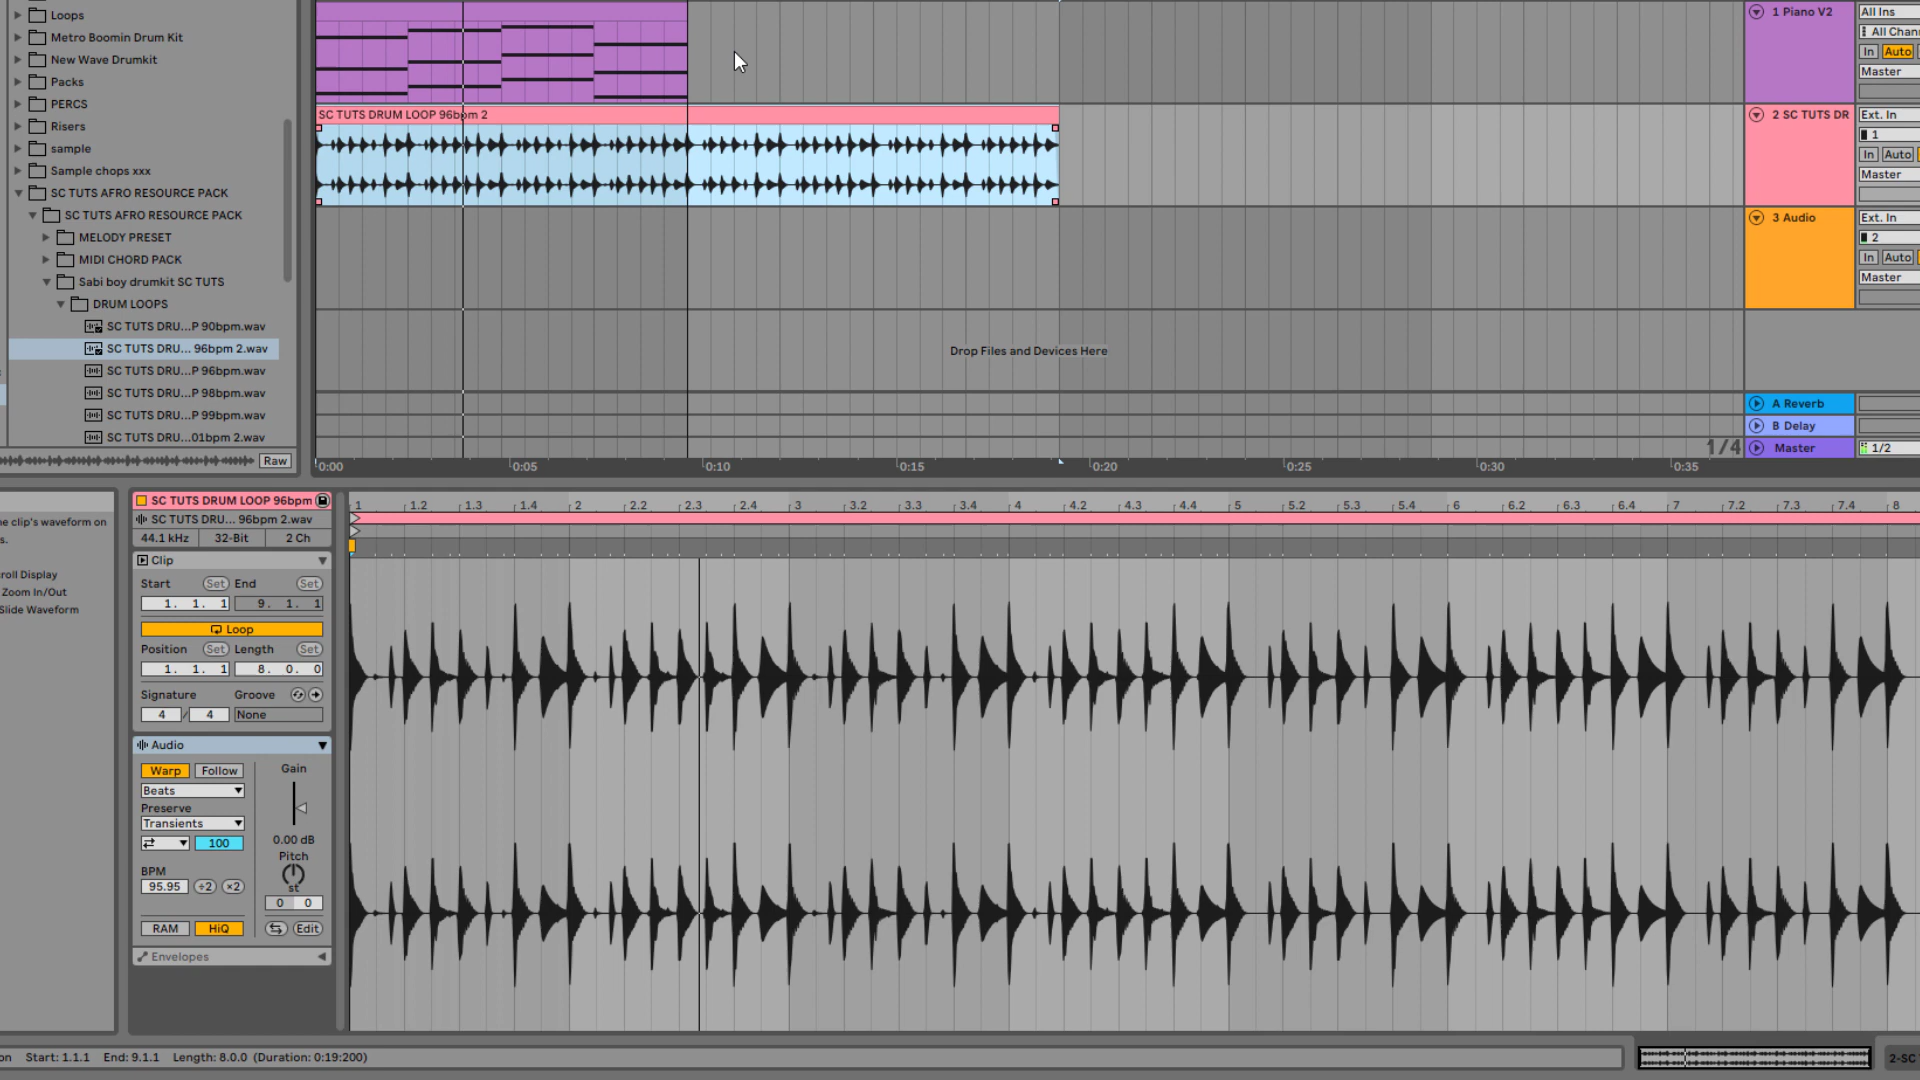 Loops
Metro Boomin Drum Kit
New Wave Drumkit
Packs
PERCS
Risers
sample
Sample chops xxx
SC TUTS AFRO RESOURCE PACK
SC TUTS AFRO RESOURCE PACK
MELODY PRESET
MIDI CHORD PACK
Sabi boy drumkit SC TUTS
DRUM LOOPS
SC TUTS DRU...P 90bpm.wav
SC TUTS DRU... 96bpm 2.wav
SC TUTS DRU...P 96bpm.wav
SC TUTS DRU...P 98bpm.wav
SC TUTS DRU...P 99bpm.wav
SC TUTS DRU...01bpm 2.wav
Raw
SC TUTS DRUM LOOP 96bpm 2
Drop Files and Devices Here
1/4
0:00 0:05 0:10 0:15 0:20 0:25 0:30 0:35
1 Piano V2
All Ins
All Chan
In Auto
Master
2 SC TUTS DR
Ext. In
1
In Auto
Master
3 Audio
Ext. In
2
In Auto
Master
A Reverb
B Delay
Master
1/2
e clip's waveform on
s.
roll Display
Zoom In/Out
Slide Waveform
SC TUTS DRUM LOOP 96bpm
SC TUTS DRU... 96bpm 2.wav
44.1 kHz 32-Bit 2 Ch
Clip
Start Set End Set
1. 1. 1 9. 1. 1
Loop
Position Set Length Set
1. 1. 1 8. 0. 0
Signature Groove
4 / 4 None
Audio
Warp Follow
Gain
Beats
Preserve
Transients
100
0.00 dB
Pitch
st
BPM
95.95 ÷2 ×2
0 0
RAM HiQ
Edit
Envelopes
1 1.2 1.3 1.4 2 2.2 2.3 2.4 3 3.2 3.3 3.4 4 4.2 4.3 4.4 5 5.2 5.3 5.4 6 6.2 6.3 6.4 7 7.2 7.3 7.4 8
on Start: 1.1.1 End: 9.1.1 Length: 8.0.0 (Duration: 0:19:200)
2-SC